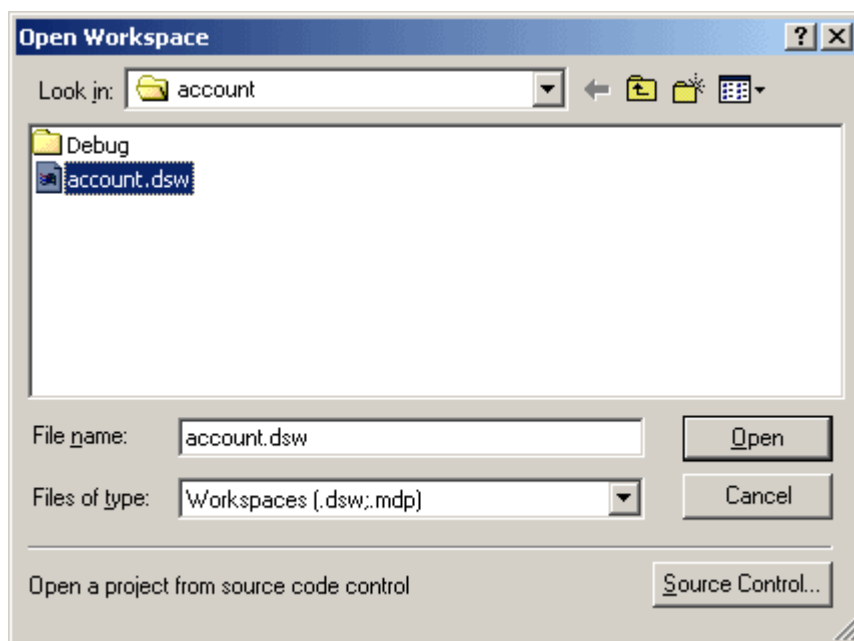 Open Workspace
Look in: account
Debug
account.dsw
File name: account.dsw Open
Files of type: Workspaces (.dsw;.mdp) Cancel
Open a project from source code control Source Control...